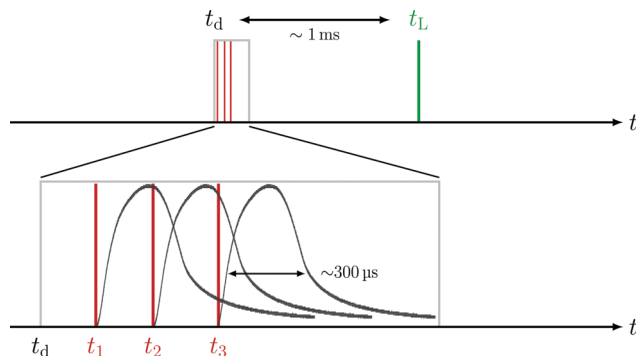 t_d t_L
~ 1 ms
t
~300 μs
t
t_d t_1 t_2 t_3